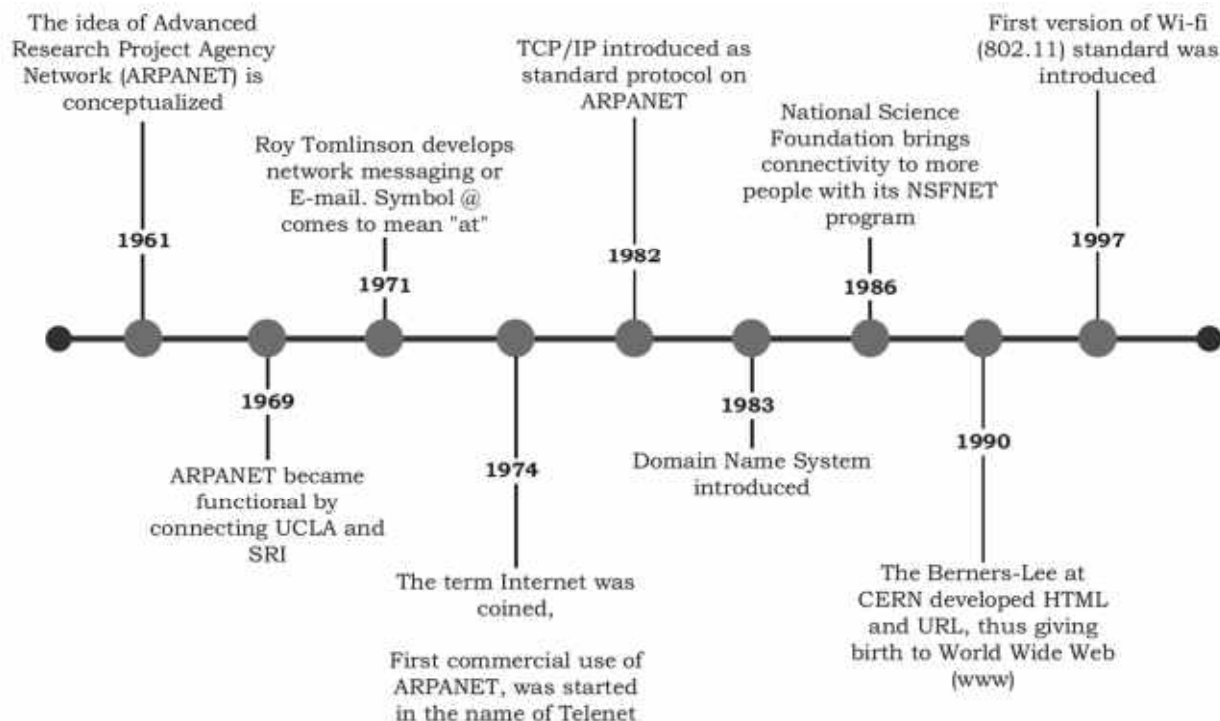 The idea of Advanced
Research Project Agency
Network (ARPANET) is
conceptualized
1961
ARPANET became
functional by
connecting UCLA and
SRI
1969
Roy Tomlinson develops
network messaging or
E-mail. Symbol @
comes to mean "at"
1971
1974
The term Internet was
coined,
First commercial use of
ARPANET, was started
in the name of Telenet
TCP/IP introduced as
standard protocol on
ARPANET
1982
1983
Domain Name System
introduced
National Science
Foundation brings
connectivity to more
people with its NSFNET
program
1986
1990
The Berners-Lee at
CERN developed HTML
and URL, thus giving
birth to World Wide Web
(www)
First version of Wi-fi
(802.11) standard was
introduced
1997